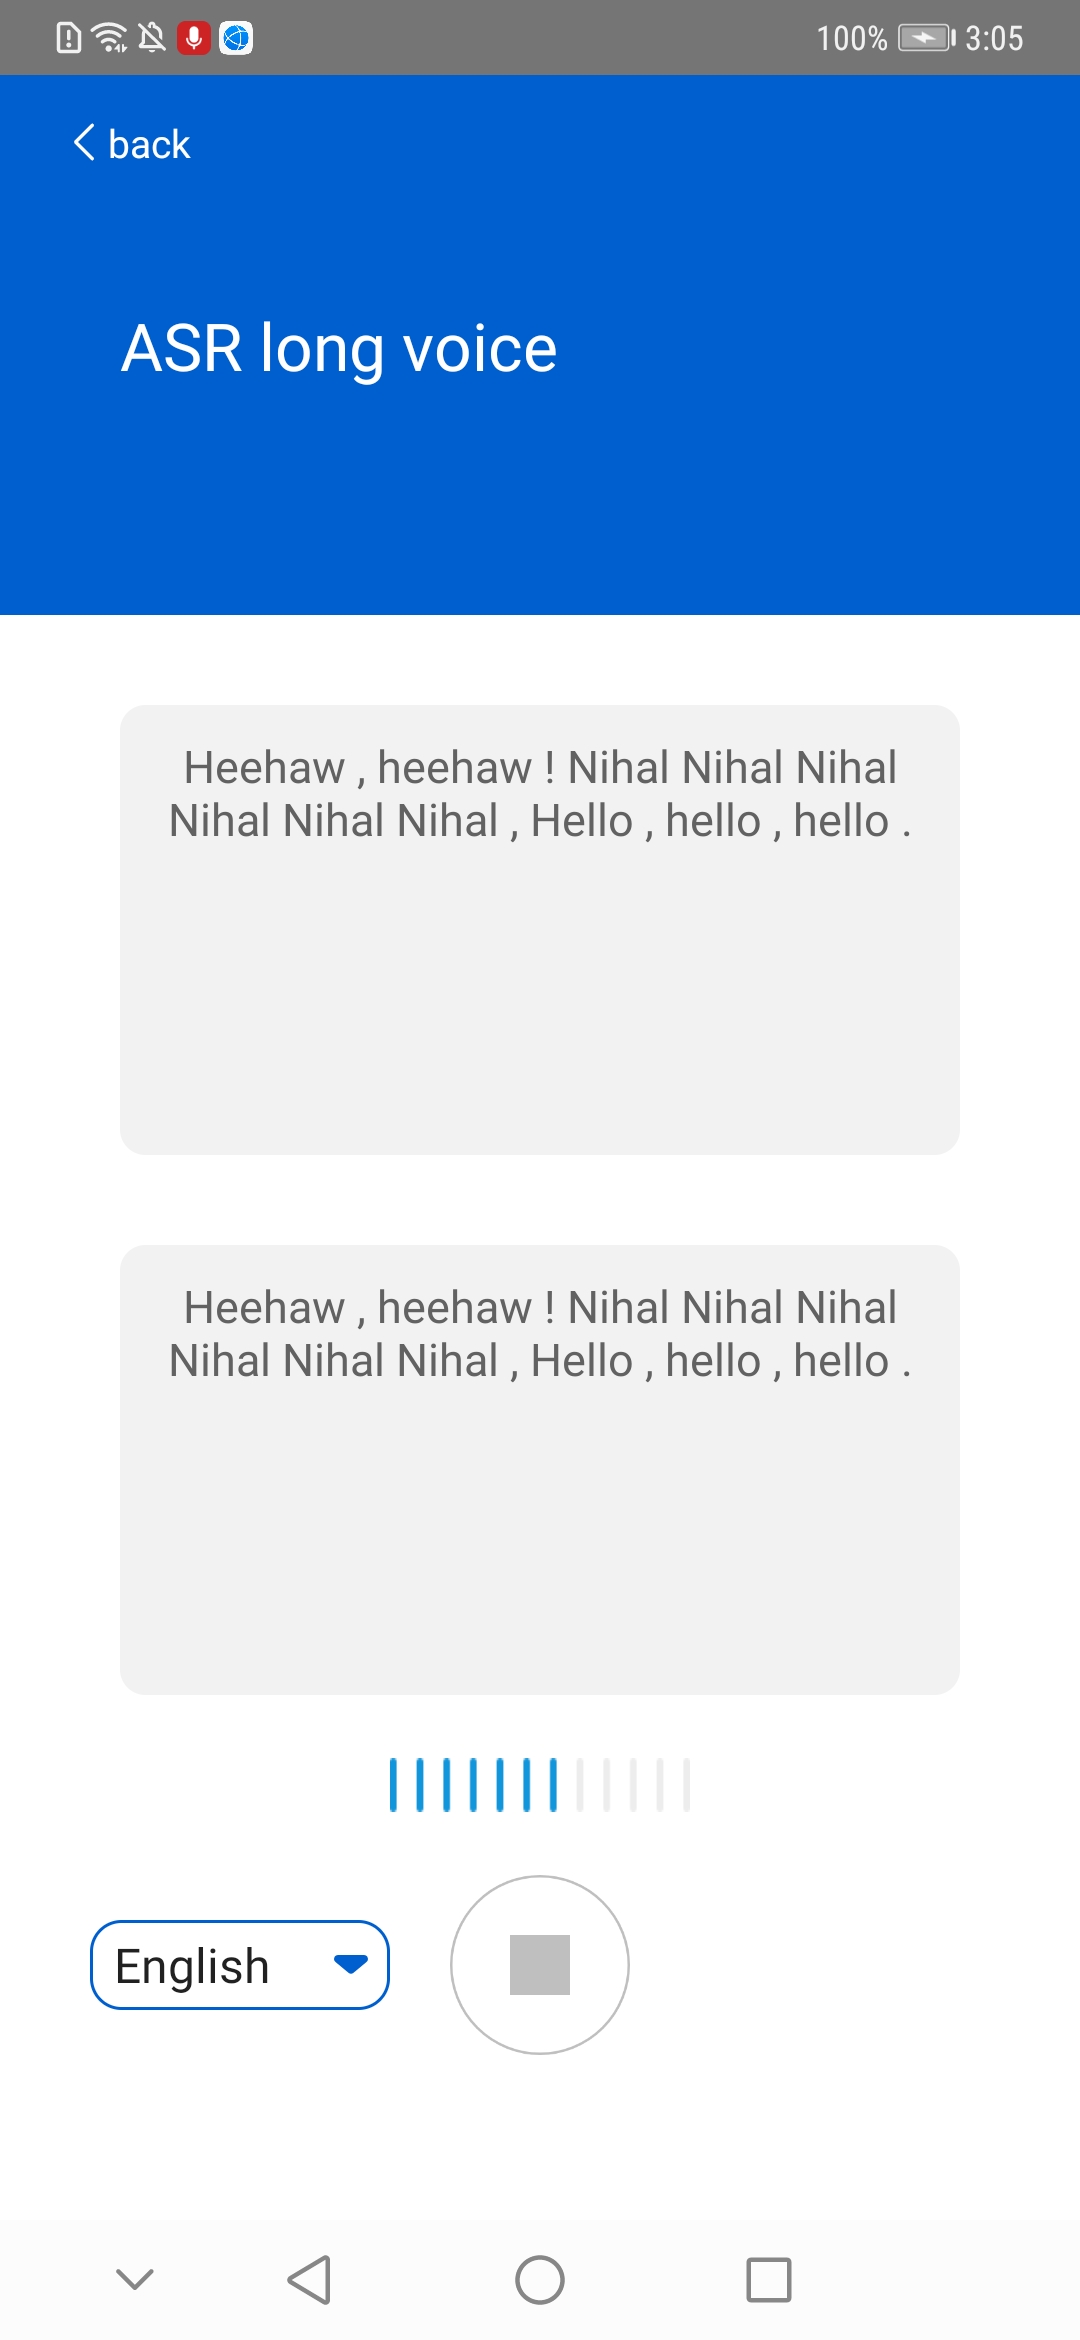 100% 3:05
back
ASR long voice
Heehaw , heehaw ! Nihal Nihal Nihal
Nihal Nihal Nihal , Hello , hello , hello .
Heehaw , heehaw ! Nihal Nihal Nihal
Nihal Nihal Nihal , Hello , hello , hello .
English